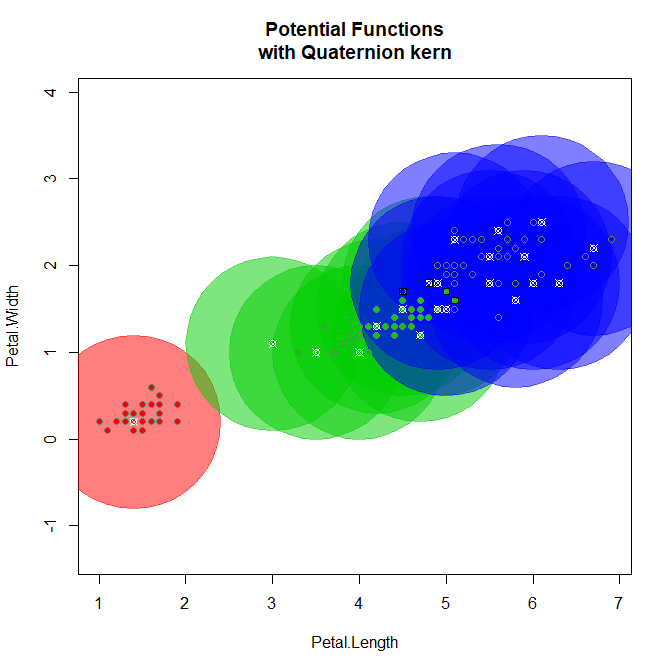 Potential Functions
with Quaternion kern
Petal.Width
4
3
2
1
0
-1
1 2 3 4 5 6 7
Petal.Length